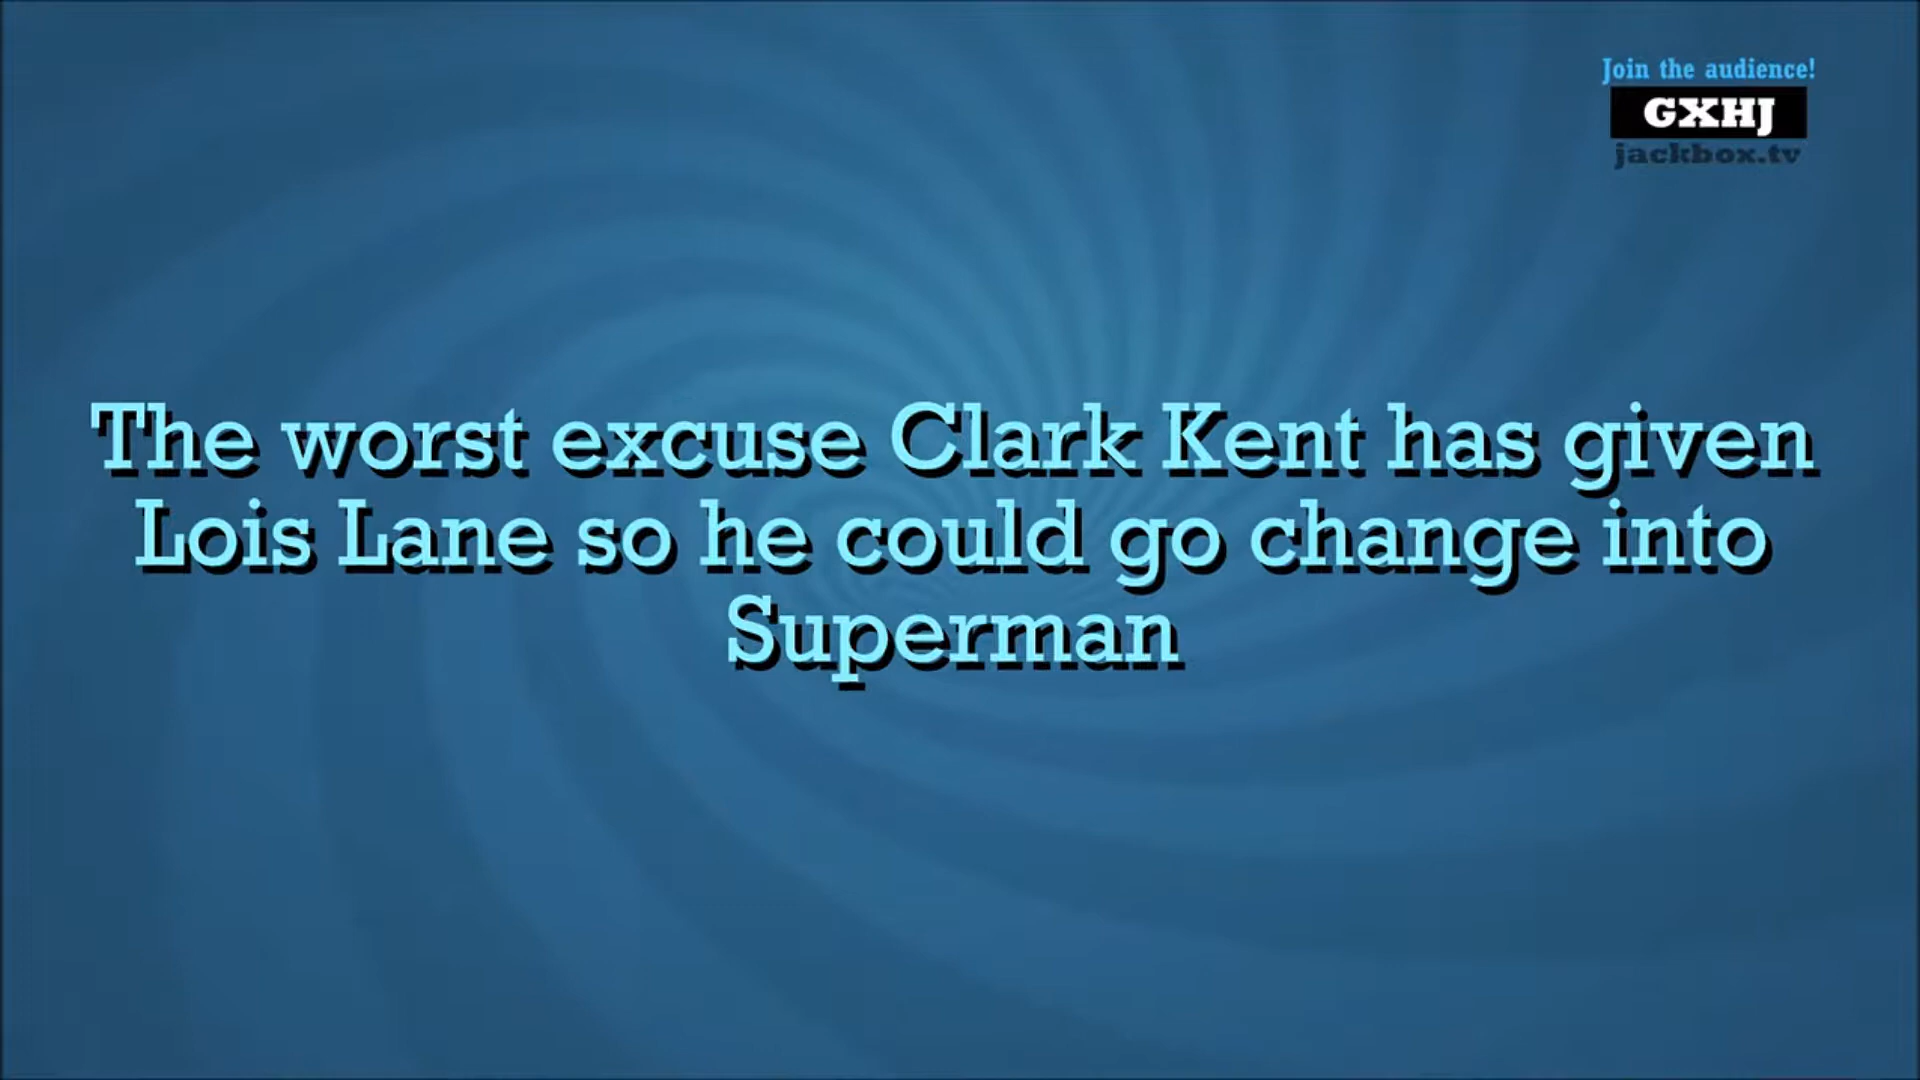 Join the audience!
GXHJ
jackbox.tv
The worst excuse Clark Kent has given
Lois Lane so he could go change into
Superman